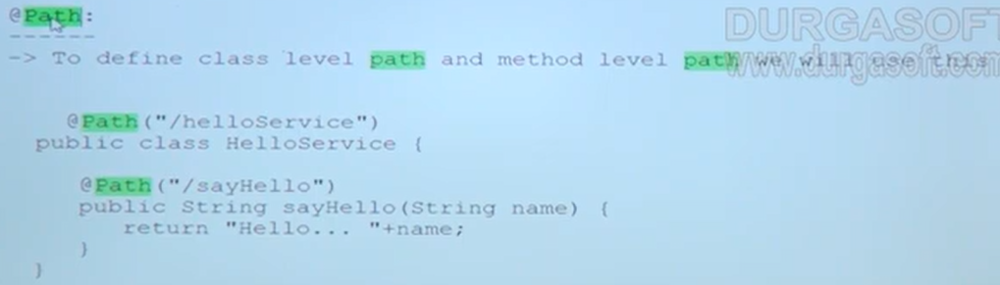 @Path:
------
-> To define class level path and method level path we will use this
@Path("/helloService")
public class HelloService {
@Path("/sayHello")
public String sayHello(String name) {
return "Hello... "+name;
}
}
DURGASOFT
www.durgasoft.com